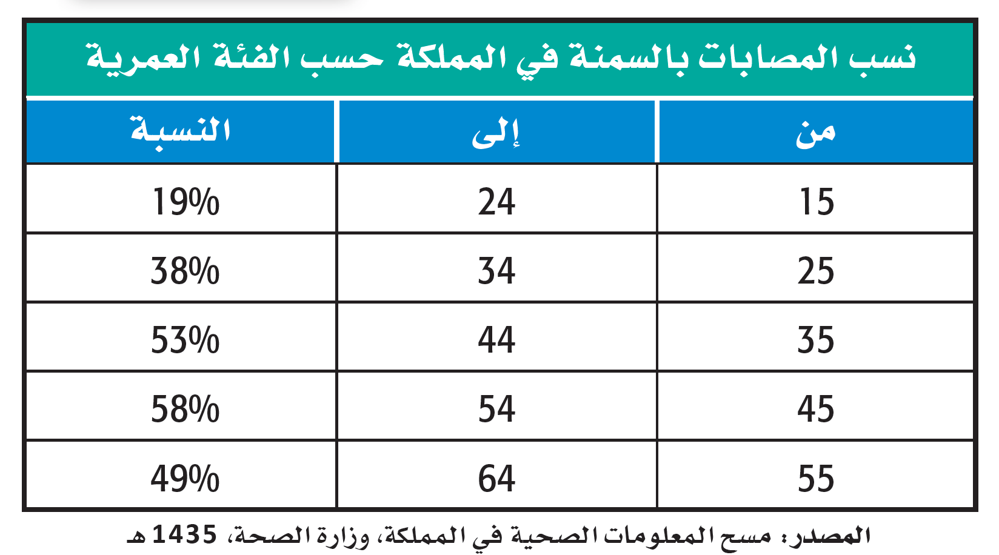 نسب المصابات بالسمنة في المملكة حسب الفئة العمرية
من إلى النسبة
15 24 19%
25 34 38%
35 44 53%
45 54 58%
55 64 49%
المصدر: مسح المعلومات الصحية في المملكة، وزارة الصحة، 1435 هـ